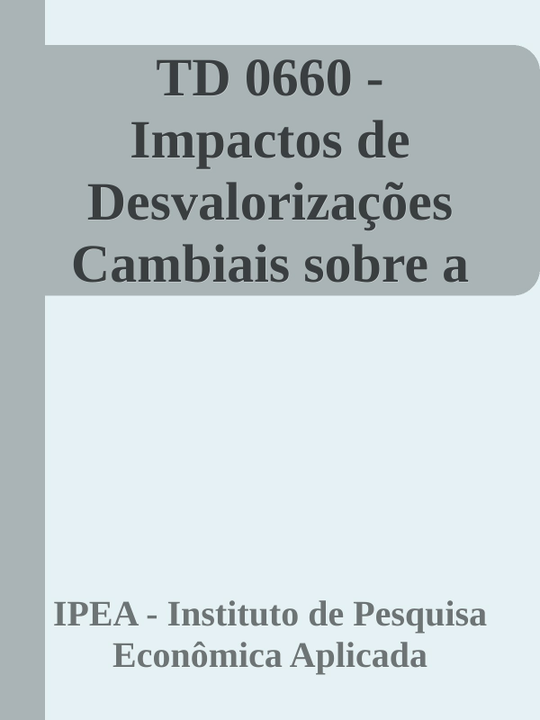 TD 0660 -
Impactos de
Desvalorizações
Cambiais sobre a
IPEA - Instituto de Pesquisa
Econômica Aplicada